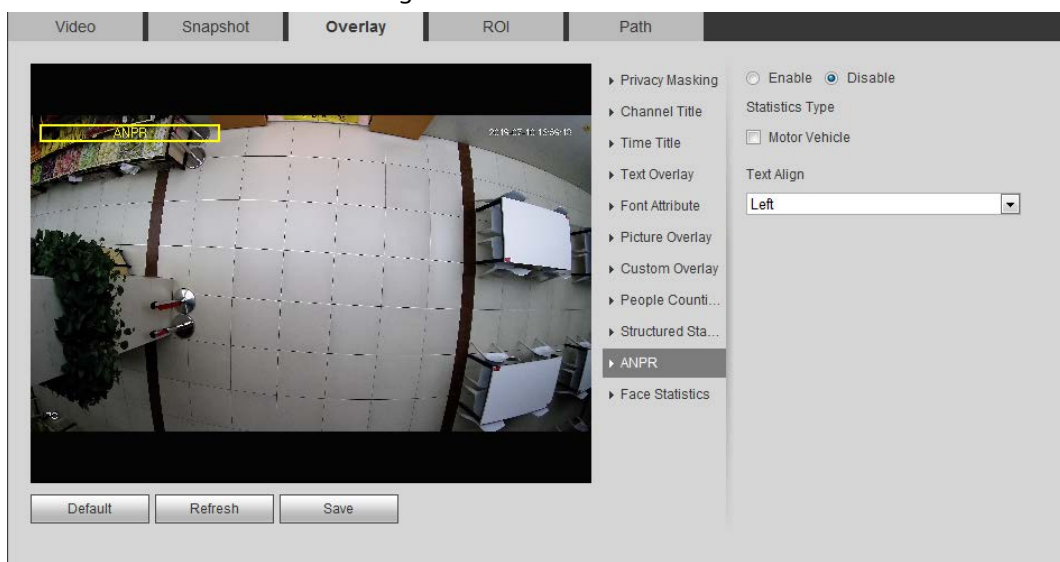 Video Snapshot Overlay ROI Path
ANPR
Privacy Masking
Channel Title
Time Title
Text Overlay
Font Attribute
Picture Overlay
Custom Overlay
People Counti...
Structured Sta...
ANPR
Face Statistics
Enable Disable
Statistics Type
Motor Vehicle
Text Align
Left
Default Refresh Save